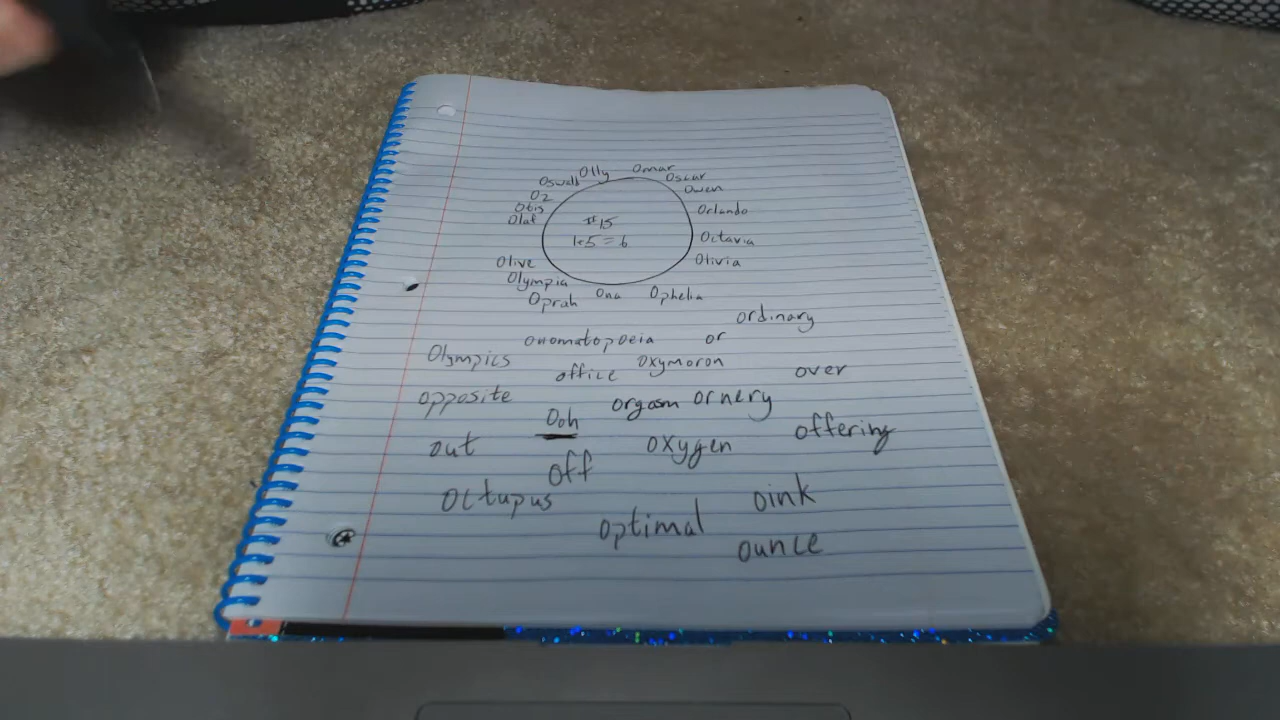 Olly Omar
Oswald Oscar
Oz Owen
Otis Orlando
Olaf #15
1+5=6 Octavia
Olive Olivia
Olympia
Oprah Ona Ophelia
ordinary
onomatopoeia or
Olympics office oxymoron over
opposite orgasm ornery
out Ooh oxygen offering
off
Octupus optimal oink
ounce